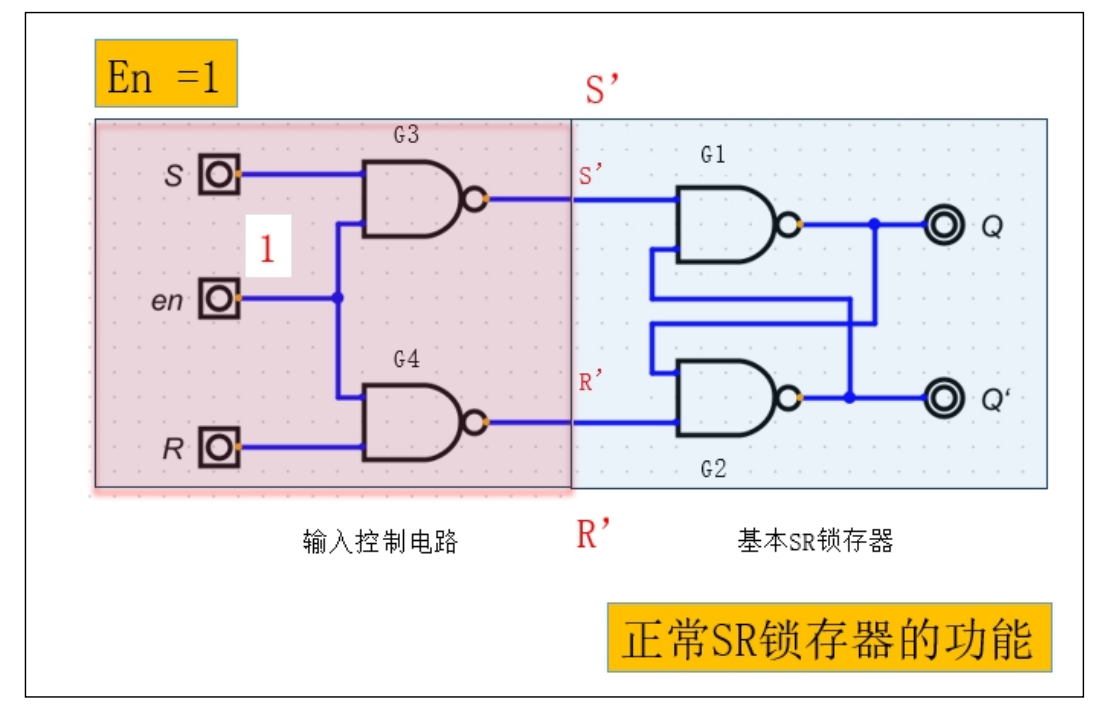 En =1
S’
G3
G1
S
S’
1
Q
en
G4
R’
Q‘
R
G2
R’
输入控制电路
基本SR锁存器
正常SR锁存器的功能